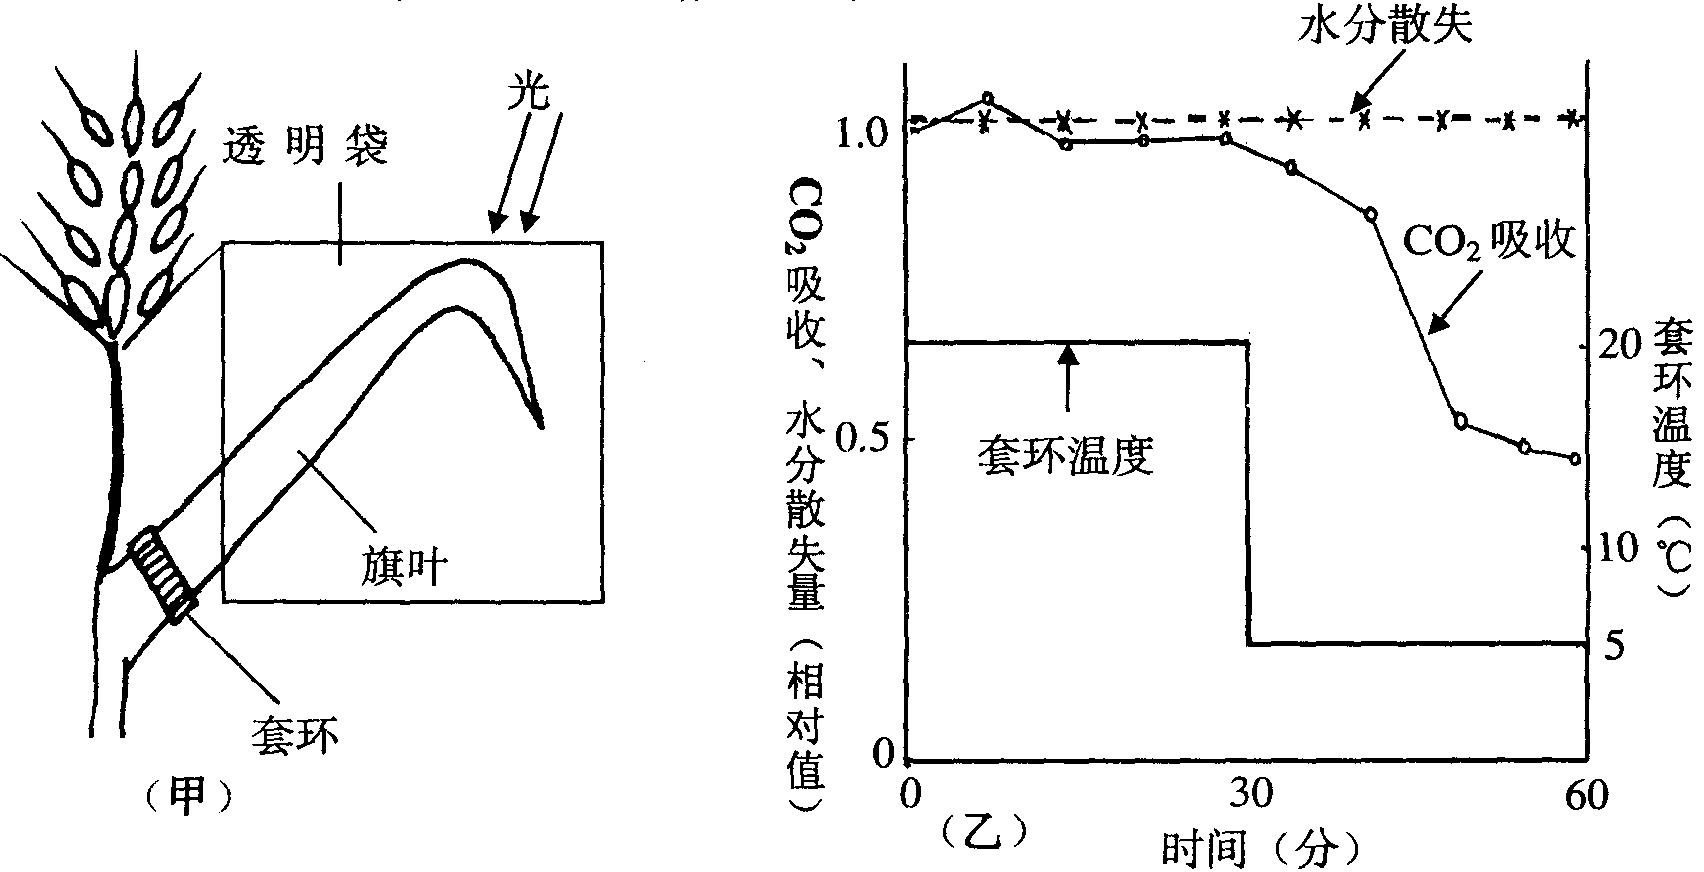 光
透明袋
旗叶
套环
（甲）
水分散失
CO₂吸收、水分散失量（相对值）
1.0
0.5
0
CO₂吸收
套环温度
20
10
5
套环温度（℃）
0
30
60
（乙）
时间（分）